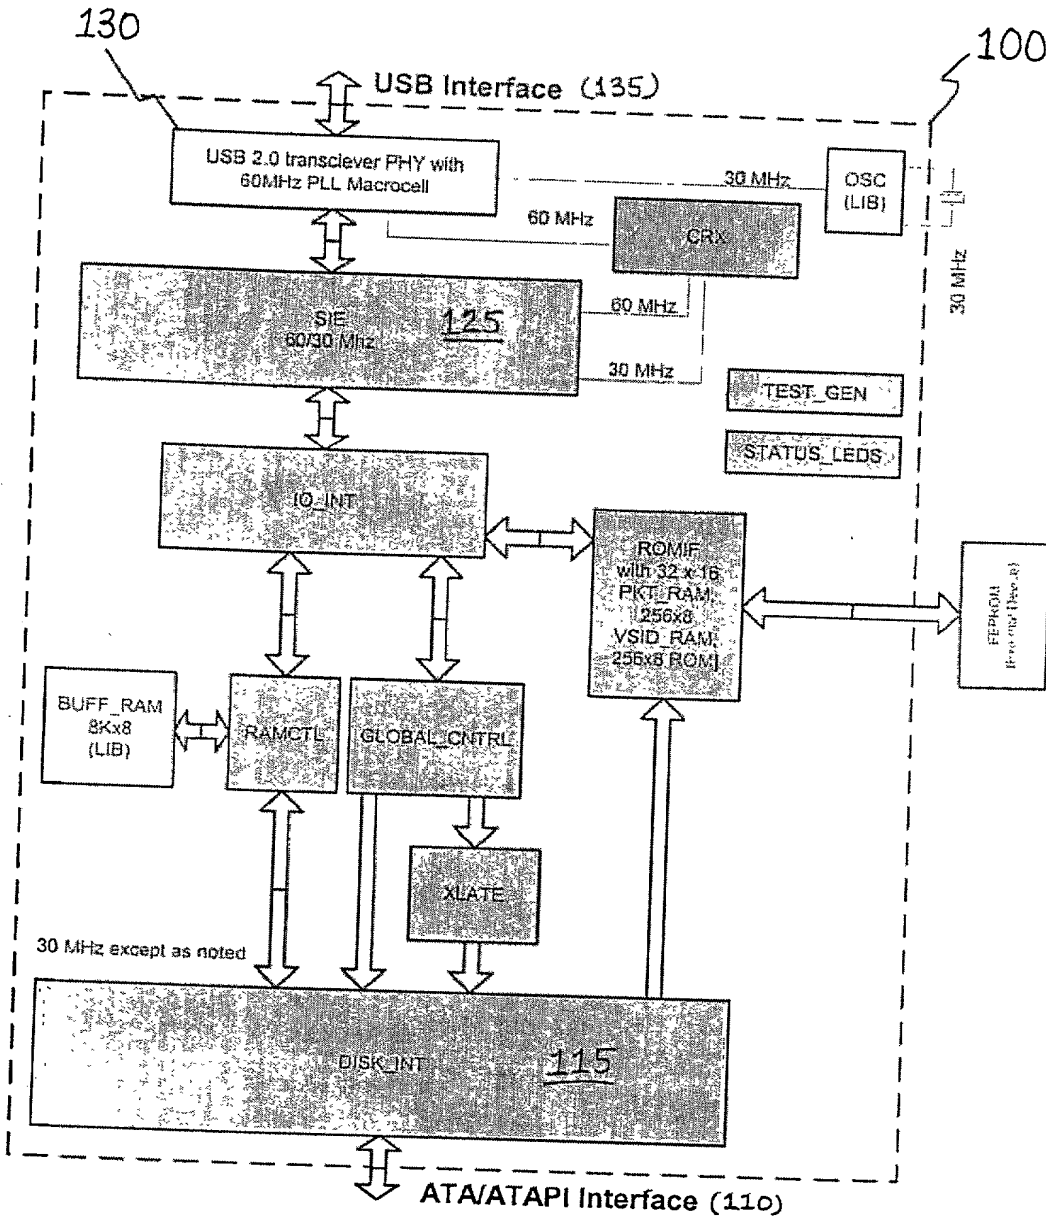 130
100
USB Interface (135)
USB 2.0 transciever PHY with
60MHz PLL Macrocell
30 MHz
OSC
(LIB)
60 MHz
CRX
30 MHz
SIE
60/30 Mhz
125
60 MHz
30 MHz
TEST_GEN
STATUS_LEDS
IO_INT
ROMIF
with 32 x 16
PKT_RAM,
256x8
VSID_RAM,
256x8 ROM]
EEPROM
BUFF_RAM
8Kx8
(LIB)
RAMCTL
GLOBAL_CNTRL
XLATE
30 MHz except as noted
DISK_INT
115
ATA/ATAPI Interface (110)